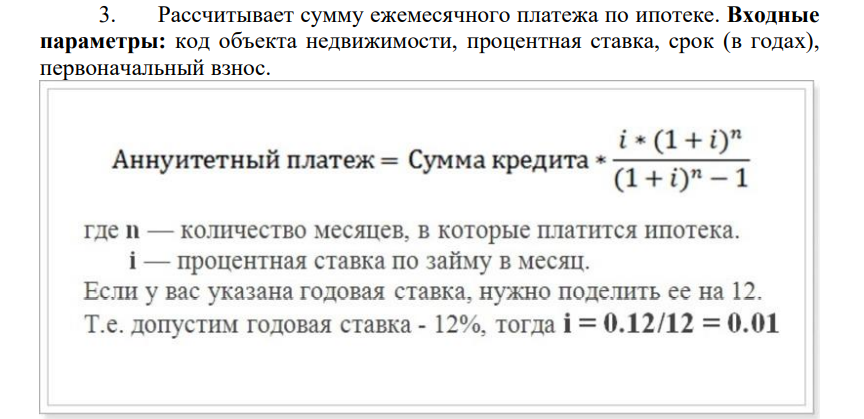 3. Рассчитывает сумму ежемесячного платежа по ипотеке. Входные
параметры: код объекта недвижимости, процентная ставка, срок (в годах),
первоначальный взнос.
Аннуитетный платеж = Сумма кредита * \frac{i * (1 + i)^n}{(1 + i)^n − 1}
где n — количество месяцев, в которые платится ипотека.
i — процентная ставка по займу в месяц.
Если у вас указана годовая ставка, нужно поделить ее на 12.
Т.е. допустим годовая ставка - 12%, тогда i = 0.12/12 = 0.01